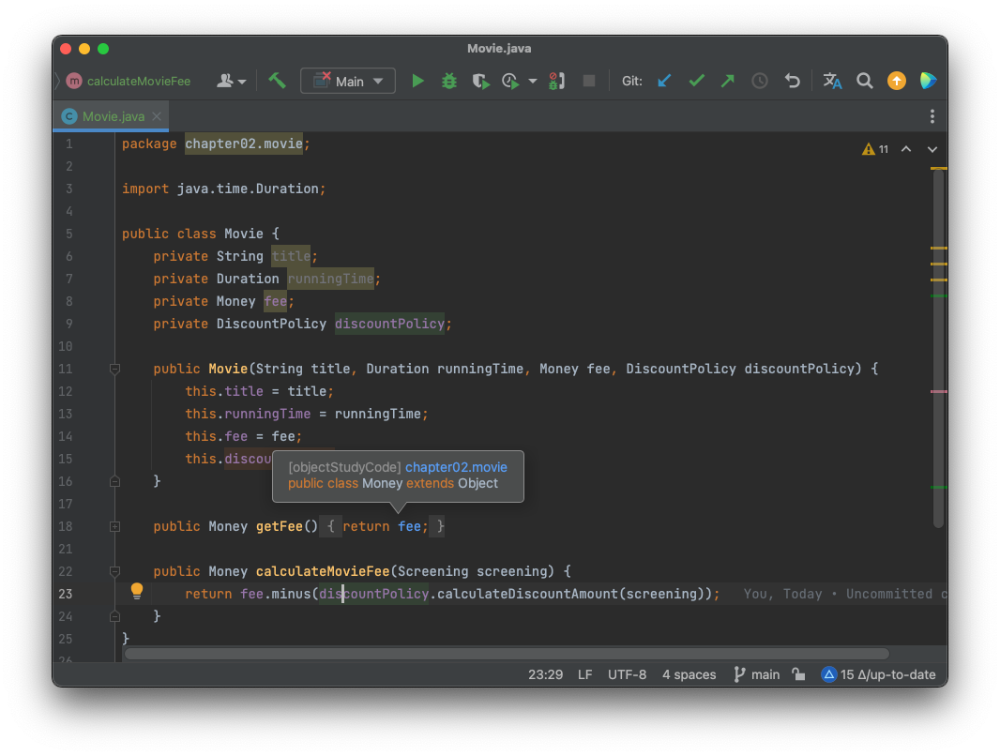 Movie.java
m calculateMovieFee Main Git:
C Movie.java
1 package chapter02.movie; 11
2
3 import java.time.Duration;
4
5 public class Movie {
6 private String title;
7 private Duration runningTime;
8 private Money fee;
9 private DiscountPolicy discountPolicy;
10
11 public Movie(String title, Duration runningTime, Money fee, DiscountPolicy discountPolicy) {
12 this.title = title;
13 this.runningTime = runningTime;
14 this.fee = fee;
15 this.discou
[objectStudyCode] chapter02.movie
public class Money extends Object
16 }
17
18 public Money getFee() { return fee; }
21
22 public Money calculateMovieFee(Screening screening) {
23 return fee.minus(discountPolicy.calculateDiscountAmount(screening)); You, Today • Uncommitted c
24 }
25 }
26
23:29 LF UTF-8 4 spaces main 15 Δ/up-to-date